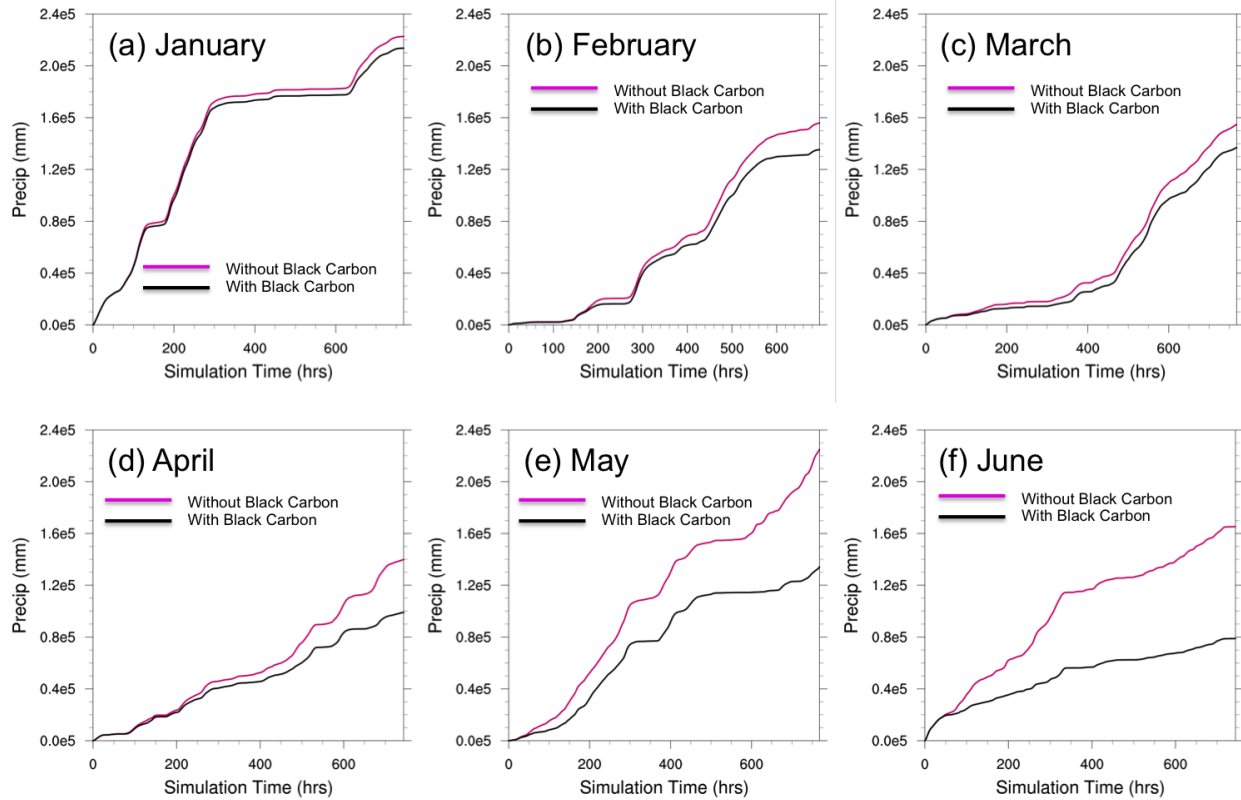 (a) January
Without Black Carbon
With Black Carbon
Precip (mm)
2.4e5
2.0e5
1.6e5
1.2e5
0.8e5
0.4e5
0.0e5
0 200 400 600
Simulation Time (hrs)
(b) February
Without Black Carbon
With Black Carbon
Precip (mm)
2.4e5
2.0e5
1.6e5
1.2e5
0.8e5
0.4e5
0.0e5
0 100 200 300 400 500 600
Simulation Time (hrs)
(c) March
Without Black Carbon
With Black Carbon
Precip (mm)
2.4e5
2.0e5
1.6e5
1.2e5
0.8e5
0.4e5
0.0e5
0 200 400 600
Simulation Time (hrs)
(d) April
Without Black Carbon
With Black Carbon
Precip (mm)
2.4e5
2.0e5
1.6e5
1.2e5
0.8e5
0.4e5
0.0e5
0 200 400 600
Simulation Time (hrs)
(e) May
Without Black Carbon
With Black Carbon
Precip (mm)
2.4e5
2.0e5
1.6e5
1.2e5
0.8e5
0.4e5
0.0e5
0 200 400 600
Simulation Time (hrs)
(f) June
Without Black Carbon
With Black Carbon
Precip (mm)
2.4e5
2.0e5
1.6e5
1.2e5
0.8e5
0.4e5
0.0e5
0 200 400 600
Simulation Time (hrs)